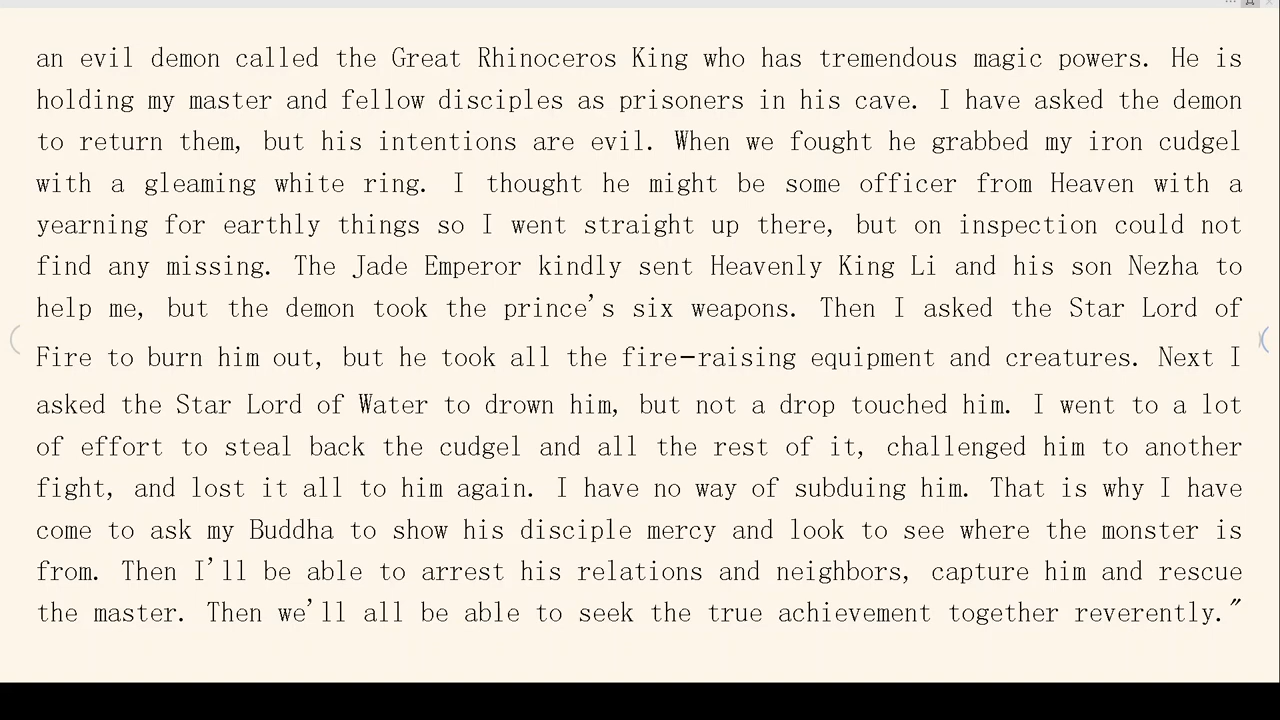 an evil demon called the Great Rhinoceros King who has tremendous magic powers. He is
holding my master and fellow disciples as prisoners in his cave. I have asked the demon
to return them, but his intentions are evil. When we fought he grabbed my iron cudgel
with a gleaming white ring. I thought he might be some officer from Heaven with a
yearning for earthly things so I went straight up there, but on inspection could not
find any missing. The Jade Emperor kindly sent Heavenly King Li and his son Nezha to
help me, but the demon took the prince's six weapons. Then I asked the Star Lord of
Fire to burn him out, but he took all the fire-raising equipment and creatures. Next I
asked the Star Lord of Water to drown him, but not a drop touched him. I went to a lot
of effort to steal back the cudgel and all the rest of it, challenged him to another
fight, and lost it all to him again. I have no way of subduing him. That is why I have
come to ask my Buddha to show his disciple mercy and look to see where the monster is
from. Then I'll be able to arrest his relations and neighbors, capture him and rescue
the master. Then we'll all be able to seek the true achievement together reverently."